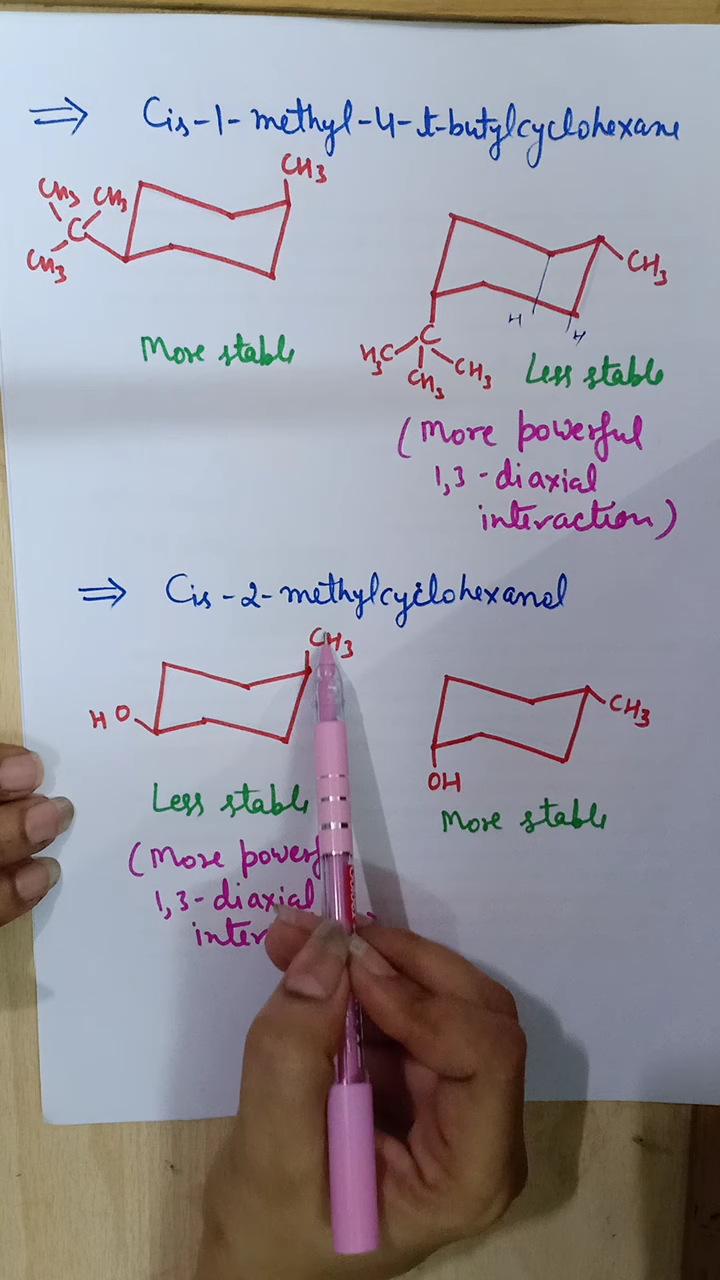 ⇒ Cis-1-methyl-4-t-butylcyclohexane
CH3
CH3 CH3
C
CH3
CH3
H H
More stable
H3C C CH3
CH3
Less stable
(More powerful
1,3-diaxial
interaction)
⇒ Cis-2-methylcyclohexanol
CH3
HO
CH3
OH
Less stable
More stable
(More
1,3-diaxial